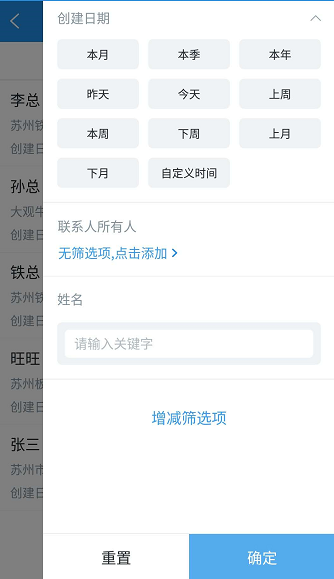 创建日期
本月 本季 本年
昨天 今天 上周
本周 下周 上月
下月 自定义时间
联系人所有人
无筛选项,点击添加
姓名
请输入关键字
增减筛选项
重置 确定
李总
苏州铁
创建日
孙总
大观牛
创建日
铁总
苏州铁
创建日
旺旺
苏州板
创建日
张三
苏州市
创建日